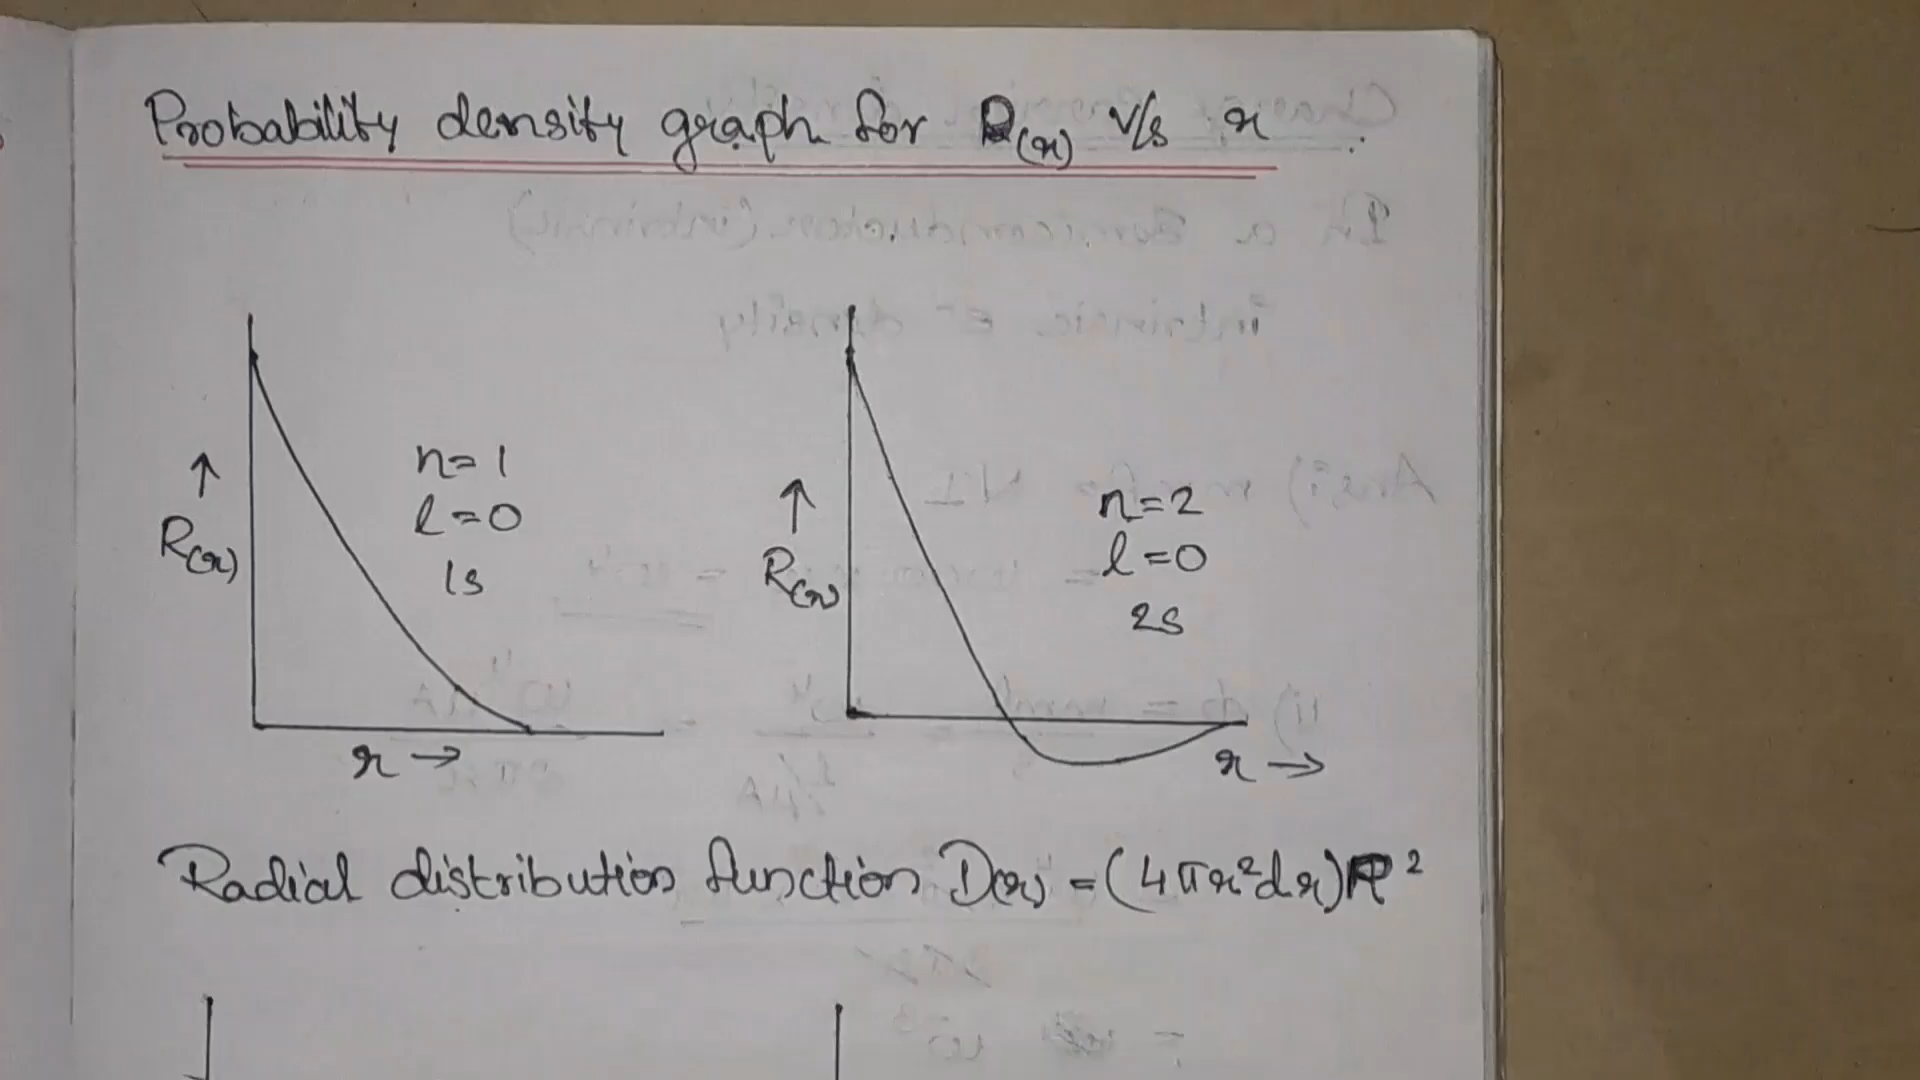 Probability density graph for R(r) v/s r
↑
R(r)
n=1
l=0
1s
r →
↑
R(r)
n=2
l=0
2s
r →
Radial distribution function D(r) = (4πr²dr)R²